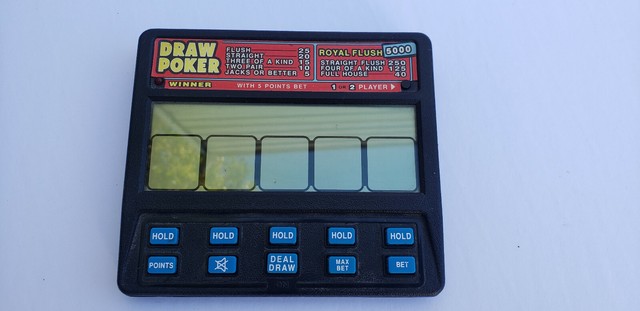 DRAW
POKER
FLUSH 25
STRAIGHT 20
THREE OF A KIND 15
TWO PAIR 10
JACKS OR BETTER 5
ROYAL FLUSH 5000
STRAIGHT FLUSH 250
FOUR OF A KIND 125
FULL HOUSE 40
WINNER WITH 5 POINTS BET 1 OR 2 PLAYER
HOLD HOLD HOLD HOLD HOLD
POINTS DEAL DRAW MAX BET BET